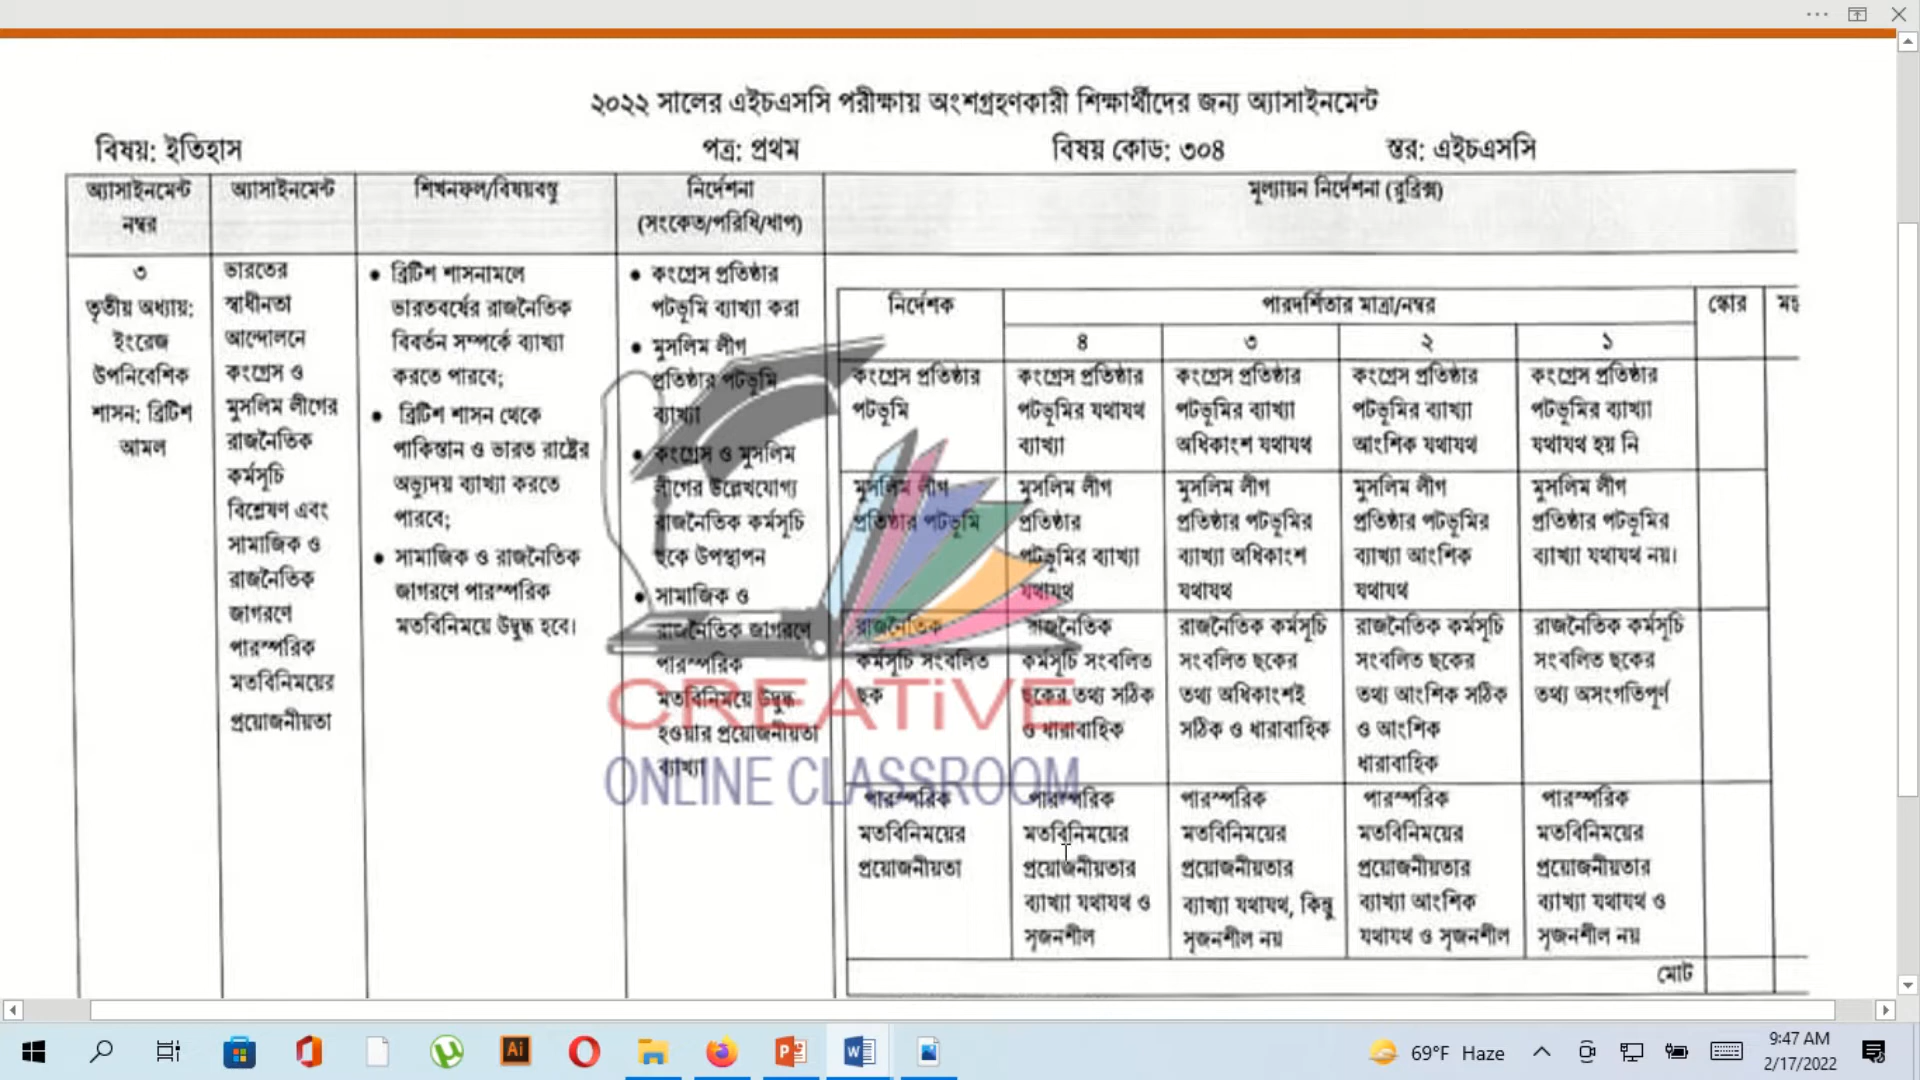 ২০২২ সালের এইচএসসি পরীক্ষায় অংশগ্রহণকারী শিক্ষার্থীদের জন্য অ্যাসাইনমেন্ট
বিষয়: ইতিহাস পত্র: প্রথম বিষয় কোড: ৩০৪ স্তর: এইচএসসি
অ্যাসাইনমেন্ট
নম্বর
অ্যাসাইনমেন্ট
শিখনফল/বিষয়বস্তু
নির্দেশনা
(সংকেত/পরিধি/ধাপ)
মূল্যায়ন নির্দেশনা (রুব্রিক্স)
৩
তৃতীয় অধ্যায়:
ইংরেজ
উপনিবেশিক
শাসন: ব্রিটিশ
আমল
ভারতের
স্বাধীনতা
আন্দোলনে
কংগ্রেস ও
মুসলিম লীগের
রাজনৈতিক
কর্মসূচি
বিশ্লেষণ এবং
সামাজিক ও
রাজনৈতিক
জাগরণে
পারস্পরিক
মতবিনিময়ের
প্রয়োজনীয়তা
● ব্রিটিশ শাসনামলে
ভারতবর্ষের রাজনৈতিক
বিবর্তন সম্পর্কে ব্যাখ্যা
করতে পারবে;
● ব্রিটিশ শাসন থেকে
পাকিস্তান ও ভারত রাষ্ট্রের
অভ্যুদয় ব্যাখ্যা করতে
পারবে;
● সামাজিক ও রাজনৈতিক
জাগরণে পারস্পরিক
মতবিনিময়ে উদ্বুদ্ধ হবে।
● কংগ্রেস প্রতিষ্ঠার
পটভূমি ব্যাখ্যা করা
● মুসলিম লীগ
প্রতিষ্ঠার পটভূমি
ব্যাখ্যা
● কংগ্রেস ও মুসলিম
লীগের উল্লেখযোগ্য
রাজনৈতিক কর্মসূচি
ছকে উপস্থাপন
● সামাজিক ও
রাজনৈতিক জাগরণে
পারস্পরিক
মতবিনিময়ে উদ্বুদ্ধ
হওয়ার প্রয়োজনীয়তা
ব্যাখ্যা
নির্দেশক
পারদর্শিতার মাত্রা/নম্বর
স্কোর
৪ ৩ ২ ১
কংগ্রেস প্রতিষ্ঠার
পটভূমি
কংগ্রেস প্রতিষ্ঠার
পটভূমির যথাযথ
ব্যাখ্যা
কংগ্রেস প্রতিষ্ঠার
পটভূমির ব্যাখ্যা
অধিকাংশ যথাযথ
কংগ্রেস প্রতিষ্ঠার
পটভূমির ব্যাখ্যা
আংশিক যথাযথ
কংগ্রেস প্রতিষ্ঠার
পটভূমির ব্যাখ্যা
যথাযথ হয় নি
মুসলিম লীগ
প্রতিষ্ঠার পটভূমি
মুসলিম লীগ
প্রতিষ্ঠার
পটভূমির ব্যাখ্যা
যথাযথ
মুসলিম লীগ
প্রতিষ্ঠার পটভূমির
ব্যাখ্যা অধিকাংশ
যথাযথ
মুসলিম লীগ
প্রতিষ্ঠার পটভূমির
ব্যাখ্যা আংশিক
যথাযথ
মুসলিম লীগ
প্রতিষ্ঠার পটভূমির
ব্যাখ্যা যথাযথ নয়।
রাজনৈতিক
কর্মসূচি সংবলিত
ছক
রাজনৈতিক
কর্মসূচি সংবলিত
ছকের তথ্য সঠিক
ও ধারাবাহিক
রাজনৈতিক কর্মসূচি
সংবলিত ছকের
তথ্য অধিকাংশই
সঠিক ও ধারাবাহিক
রাজনৈতিক কর্মসূচি
সংবলিত ছকের
তথ্য আংশিক সঠিক
ও আংশিক
ধারাবাহিক
রাজনৈতিক কর্মসূচি
সংবলিত ছকের
তথ্য অসংগতিপূর্ণ
পারস্পরিক
মতবিনিময়ের
প্রয়োজনীয়তা
পারস্পরিক
মতবিনিময়ের
প্রয়োজনীয়তার
ব্যাখ্যা যথাযথ ও
সৃজনশীল
পারস্পরিক
মতবিনিময়ের
প্রয়োজনীয়তার
ব্যাখ্যা যথাযথ, কিন্তু
সৃজনশীল নয়
পারস্পরিক
মতবিনিময়ের
প্রয়োজনীয়তার
ব্যাখ্যা আংশিক
যথাযথ ও সৃজনশীল
পারস্পরিক
মতবিনিময়ের
প্রয়োজনীয়তার
ব্যাখ্যা যথাযথ ও
সৃজনশীল নয়
মোট
CREATiVE
ONLINE CLASSROOM
69°F Haze
9:47 AM
2/17/2022